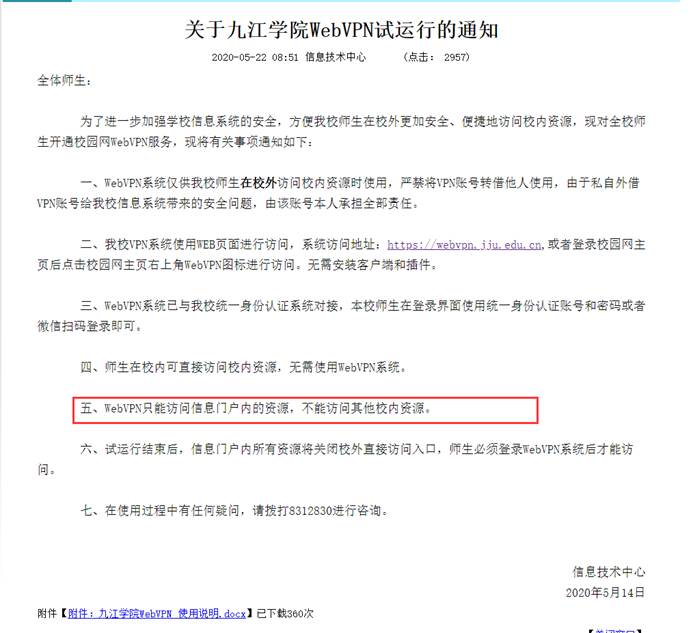 关于九江学院WebVPN试运行的通知
2020-05-22 08:51 信息技术中心 (点击： 2957)
全体师生：
为了进一步加强学校信息系统的安全，方便我校师生在校外更加安全、便捷地访问校内资源，现对全校师
生开通校园网WebVPN服务，现将有关事项通知如下：
一、WebVPN系统仅供我校师生在校外访问校内资源时使用，严禁将VPN账号转借他人使用，由于私自外借
VPN账号给我校信息系统带来的安全问题，由该账号本人承担全部责任。
二、我校VPN系统使用WEB页面进行访问，系统访问地址：https://webvpn.jju.edu.cn,或者登录校园网主
页后点击校园网主页右上角WebVPN图标进行访问。无需安装客户端和插件。
三、WebVPN系统已与我校统一身份认证系统对接，本校师生在登录界面使用统一身份认证账号和密码或者
微信扫码登录即可。
四、师生在校内可直接访问校内资源，无需使用WebVPN系统。
五、WebVPN只能访问信息门户内的资源，不能访问其他校内资源。
六、试运行结束后，信息门户内所有资源将关闭校外直接访问入口，师生必须登录WebVPN系统后才能访
问。
七、在使用过程中有任何疑问，请拨打8312830进行咨询。
信息技术中心
2020年5月14日
附件【附件：九江学院WebVPN 使用说明.docx】已下载360次